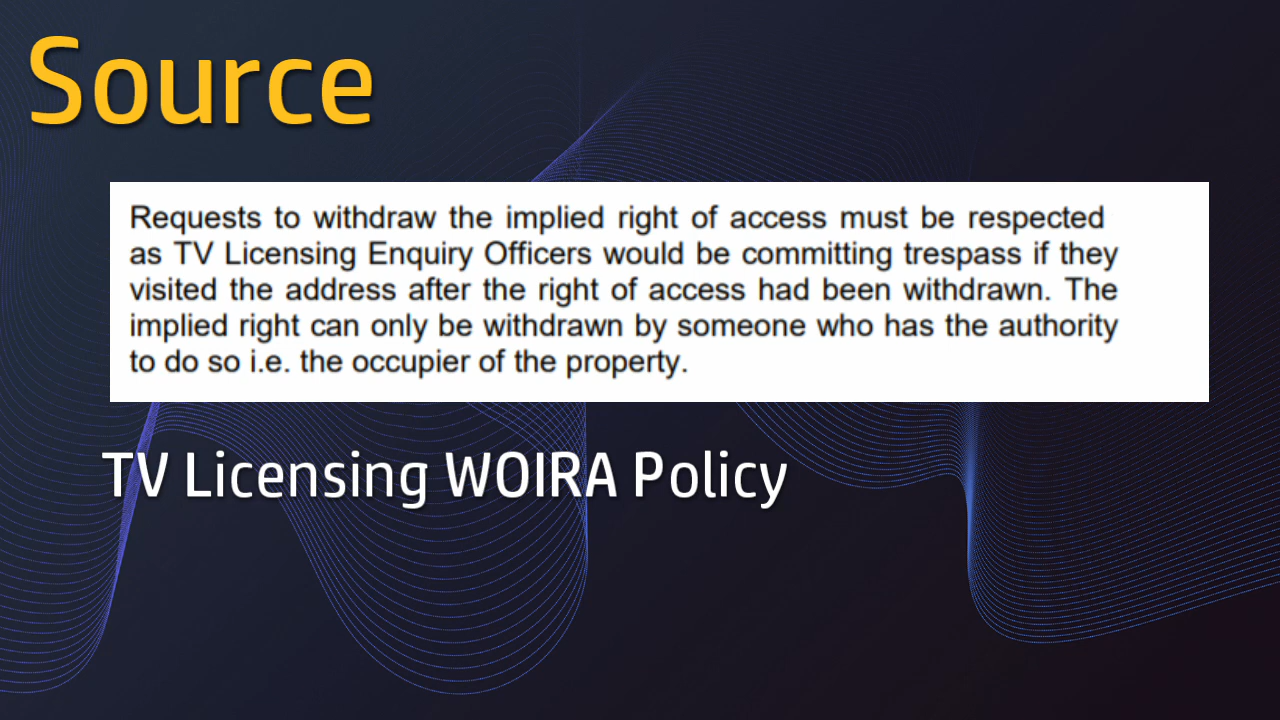 Source
Requests to withdraw the implied right of access must be respected
as TV Licensing Enquiry Officers would be committing trespass if they
visited the address after the right of access had been withdrawn. The
implied right can only be withdrawn by someone who has the authority
to do so i.e. the occupier of the property.
TV Licensing WOIRA Policy